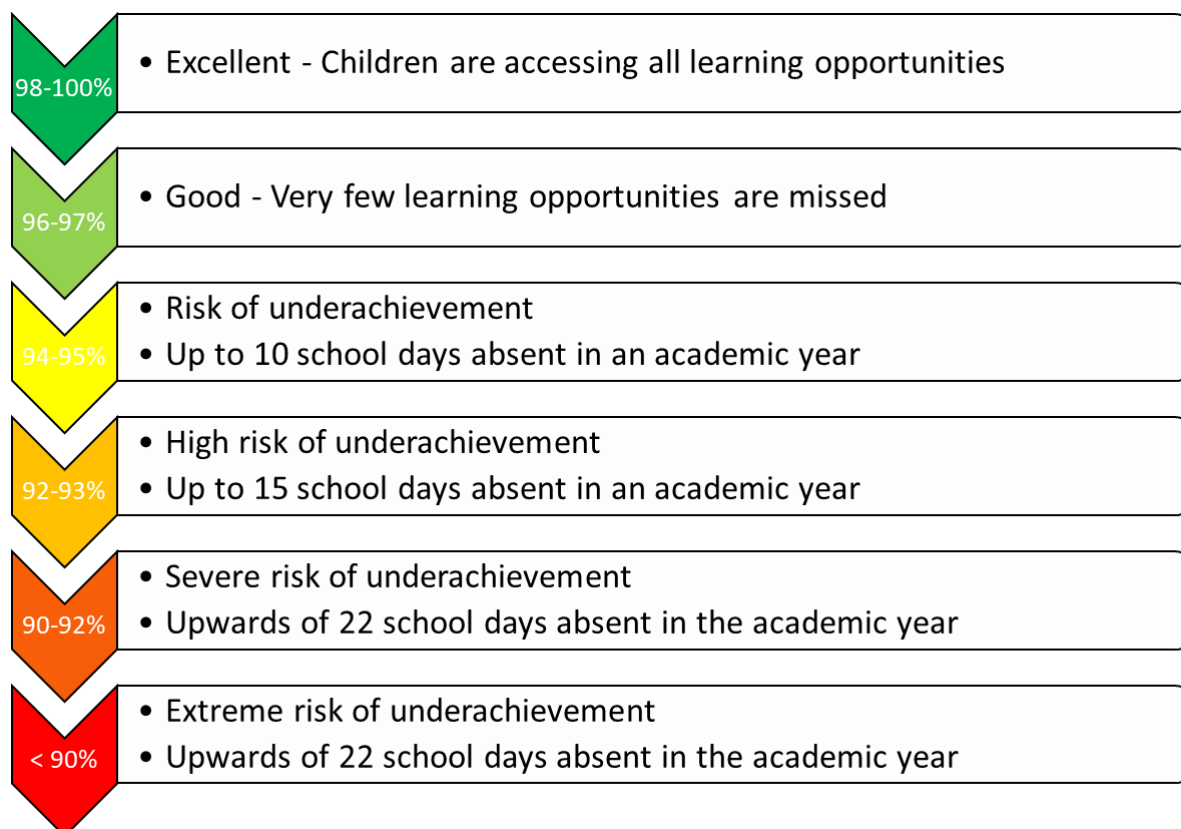 98-100%
• Excellent - Children are accessing all learning opportunities
96-97%
• Good - Very few learning opportunities are missed
94-95%
• Risk of underachievement
• Up to 10 school days absent in an academic year
92-93%
• High risk of underachievement
• Up to 15 school days absent in an academic year
90-92%
• Severe risk of underachievement
• Upwards of 22 school days absent in the academic year
< 90%
• Extreme risk of underachievement
• Upwards of 22 school days absent in the academic year